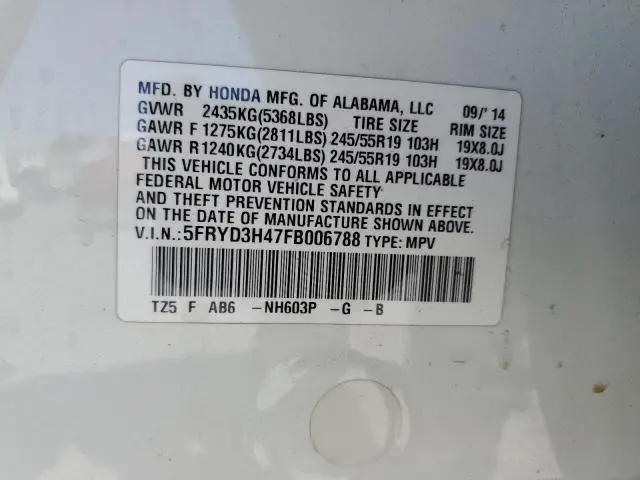 MFD. BY HONDA MFG. OF ALABAMA, LLC 09/'14
GVWR 2435KG(5368LBS) TIRE SIZE RIM SIZE
GAWR F 1275KG(2811LBS) 245/55R19 103H 19X8.0J
GAWR R 1240KG(2734LBS) 245/55R19 103H 19X8.0J
THIS VEHICLE CONFORMS TO ALL APPLICABLE
FEDERAL MOTOR VEHICLE SAFETY
AND THEFT PREVENTION STANDARDS IN EFFECT
ON THE DATE OF MANUFACTURE SHOWN ABOVE.
V.I.N.:5FRYD3H47FB006788 TYPE: MPV
TZ5 F AB6 -NH603P -G -B